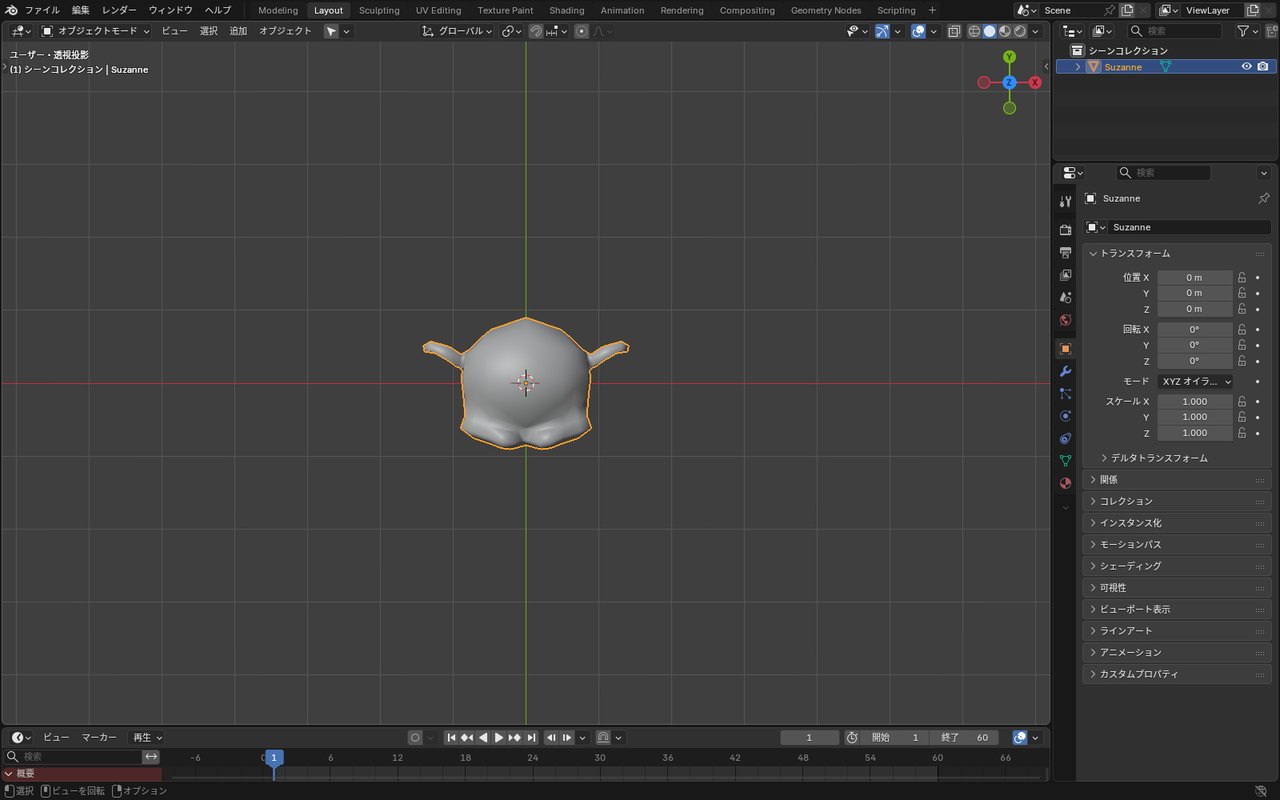 ファイル 編集 レンダー ウィンドウ ヘルプ Modeling Layout Sculpting UV Editing Texture Paint Shading Animation Rendering Compositing Geometry Nodes Scripting + Scene ViewLayer
オブジェクトモード ビュー 選択 追加 オブジェクト グローバル 検索
ユーザー・透視投影
(1) シーンコレクション | Suzanne
シーンコレクション
Suzanne
Y
Z
X
検索
Suzanne
Suzanne
トランスフォーム
位置 X 0 m
Y 0 m
Z 0 m
回転 X 0°
Y 0°
Z 0°
モード XYZ オイラ...
スケール X 1.000
Y 1.000
Z 1.000
デルタトランスフォーム
関係
コレクション
インスタンス化
モーションパス
シェーディング
可視性
ビューポート表示
ラインアート
アニメーション
カスタムプロパティ
ビュー マーカー 再生 1 開始 1 終了 60
検索 -6 1 6 12 18 24 30 36 42 48 54 60 66
概要
選択 ビューを回転 オプション